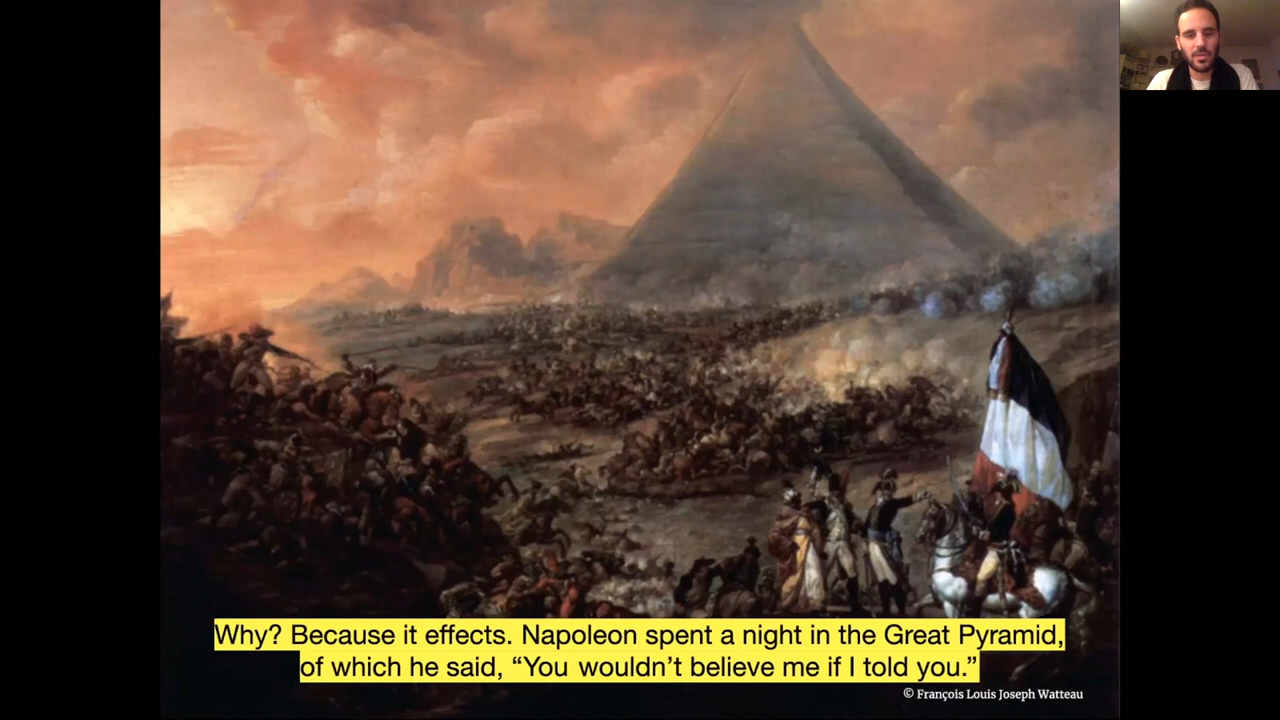 Why? Because it effects. Napoleon spent a night in the Great Pyramid,
of which he said, “You wouldn’t believe me if I told you.”
© François Louis Joseph Watteau